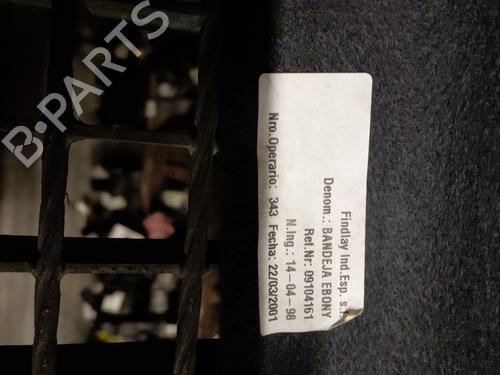 Findlay Ind.Esp. s.l.
Denom.: BANDEJA EBONY
Ref.Nr: 09104161
N.Ing.: 14-04-98
Nro.Operario: 343 Fecha: 22/03/2001
B-PARTS